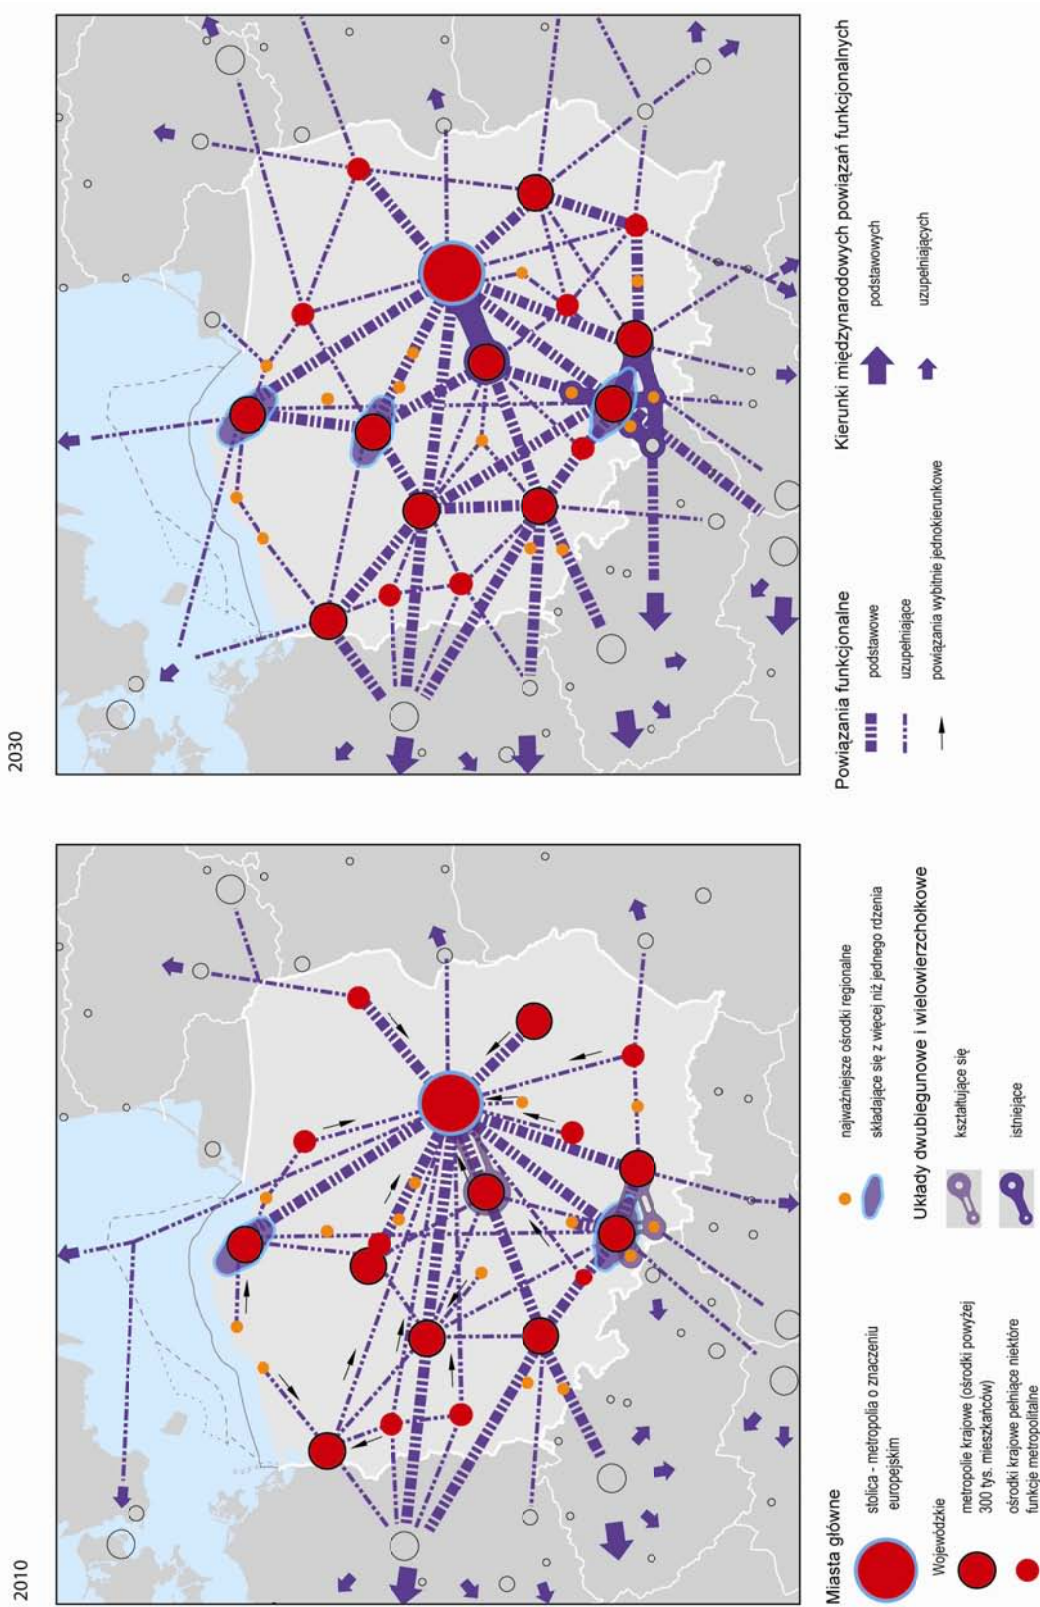 2010
2030
Miasta główne
stolica - metropolia o znaczeniu
europejskim
Wojewódzkie
metropolie krajowe (ośrodki powyżej
300 tys. mieszkańców)
ośrodki krajowe pełniące niektóre
funkcje metropolitalne
najważniejsze ośrodki regionalne
składające się z więcej niż jednego rdzenia
Układy dwubiegunowe i wielowierzchołkowe
kształtujące się
istniejące
Powiązania funkcjonalne
podstawowe
uzupełniające
powiązania wybitnie jednokierunkowe
Kierunki międzynarodowych powiązań funkcjonalnych
podstawowych
uzupełniających